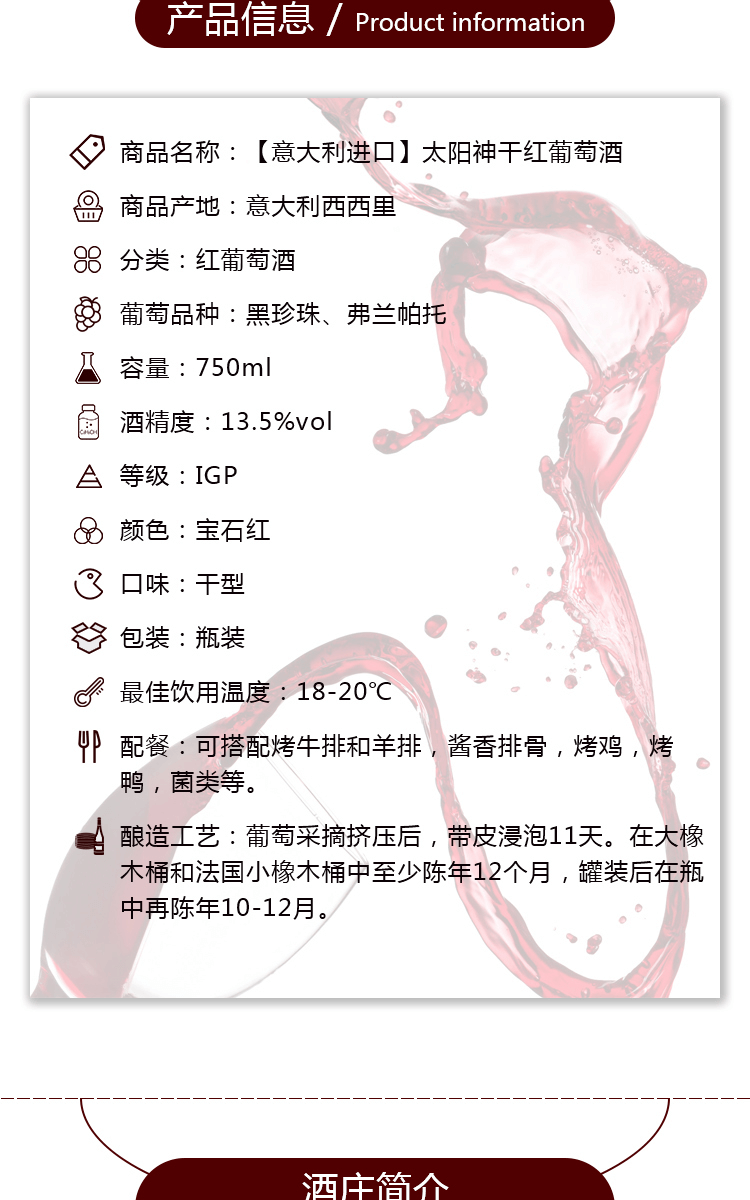 产品信息 / Product information
商品名称：【意大利进口】太阳神干红葡萄酒
商品产地：意大利西西里
分类：红葡萄酒
葡萄品种：黑珍珠、弗兰帕托
容量：750ml
酒精度：13.5%vol
等级：IGP
颜色：宝石红
口味：干型
包装：瓶装
最佳饮用温度：18-20℃
配餐：可搭配烤牛排和羊排，酱香排骨，烤鸡，烤
鸭，菌类等。
酿造工艺：葡萄采摘挤压后，带皮浸泡11天。在大橡
木桶和法国小橡木桶中至少陈年12个月，罐装后在瓶
中再陈年10-12月。
酒庄简介